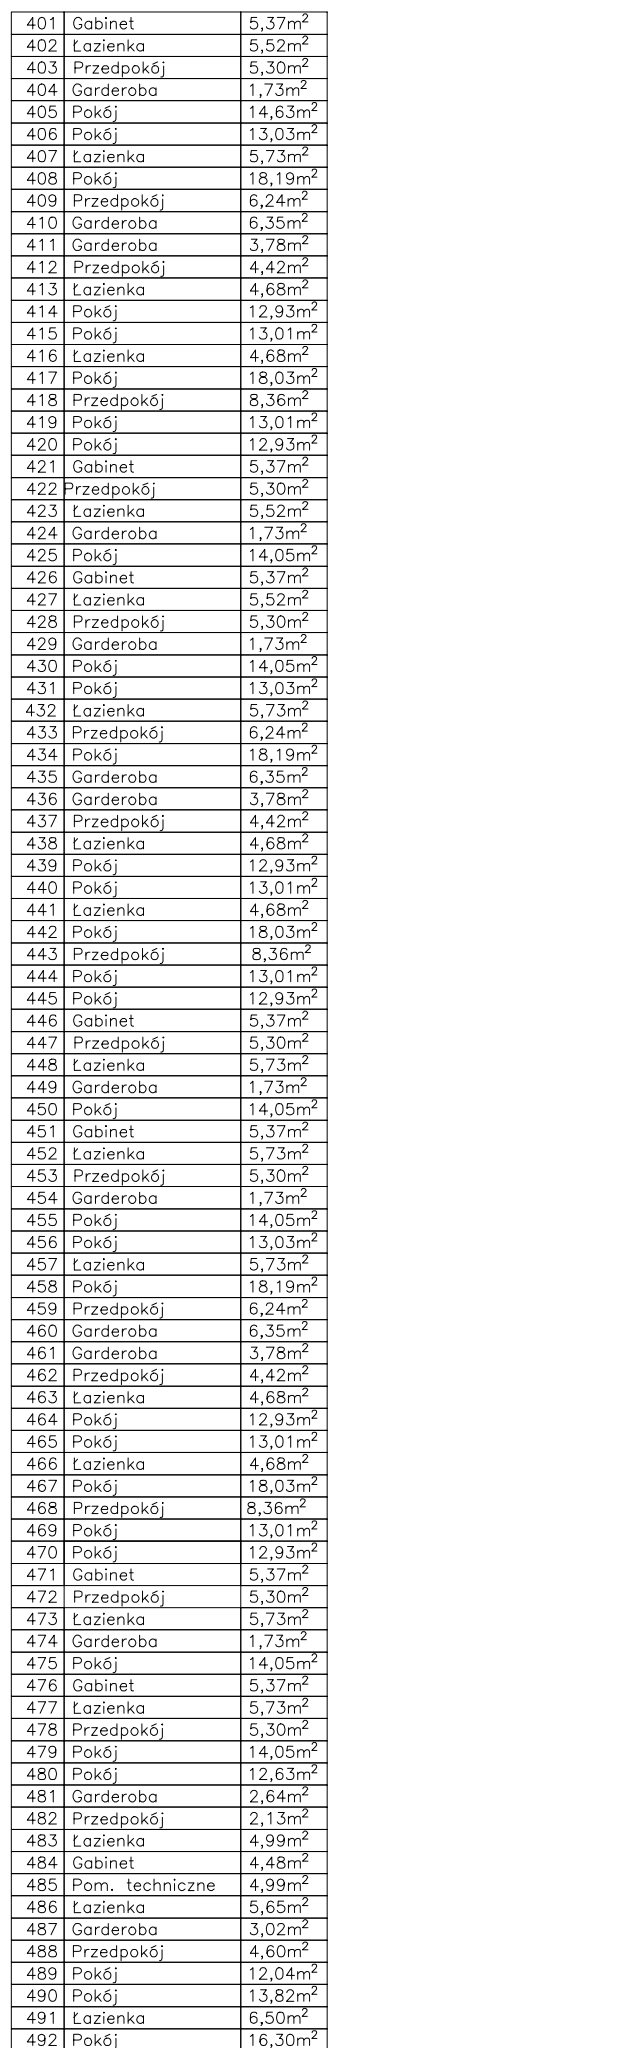 401 Gabinet 5,37m²
402 Łazienka 5,52m²
403 Przedpokój 5,30m²
404 Garderoba 1,73m²
405 Pokój 14,63m²
406 Pokój 13,03m²
407 Łazienka 5,73m²
408 Pokój 18,19m²
409 Przedpokój 6,24m²
410 Garderoba 6,35m²
411 Garderoba 3,78m²
412 Przedpokój 4,42m²
413 Łazienka 4,68m²
414 Pokój 12,93m²
415 Pokój 13,01m²
416 Łazienka 4,68m²
417 Pokój 18,03m²
418 Przedpokój 8,36m²
419 Pokój 13,01m²
420 Pokój 12,93m²
421 Gabinet 5,37m²
422 Przedpokój 5,30m²
423 Łazienka 5,52m²
424 Garderoba 1,73m²
425 Pokój 14,05m²
426 Gabinet 5,37m²
427 Łazienka 5,52m²
428 Przedpokój 5,30m²
429 Garderoba 1,73m²
430 Pokój 14,05m²
431 Pokój 13,03m²
432 Łazienka 5,73m²
433 Przedpokój 6,24m²
434 Pokój 18,19m²
435 Garderoba 6,35m²
436 Garderoba 3,78m²
437 Przedpokój 4,42m²
438 Łazienka 4,68m²
439 Pokój 12,93m²
440 Pokój 13,01m²
441 Łazienka 4,68m²
442 Pokój 18,03m²
443 Przedpokój 8,36m²
444 Pokój 13,01m²
445 Pokój 12,93m²
446 Gabinet 5,37m²
447 Przedpokój 5,30m²
448 Łazienka 5,73m²
449 Garderoba 1,73m²
450 Pokój 14,05m²
451 Gabinet 5,37m²
452 Łazienka 5,73m²
453 Przedpokój 5,30m²
454 Garderoba 1,73m²
455 Pokój 14,05m²
456 Pokój 13,03m²
457 Łazienka 5,73m²
458 Pokój 18,19m²
459 Przedpokój 6,24m²
460 Garderoba 6,35m²
461 Garderoba 3,78m²
462 Przedpokój 4,42m²
463 Łazienka 4,68m²
464 Pokój 12,93m²
465 Pokój 13,01m²
466 Łazienka 4,68m²
467 Pokój 18,03m²
468 Przedpokój 8,36m²
469 Pokój 13,01m²
470 Pokój 12,93m²
471 Gabinet 5,37m²
472 Przedpokój 5,30m²
473 Łazienka 5,73m²
474 Garderoba 1,73m²
475 Pokój 14,05m²
476 Gabinet 5,37m²
477 Łazienka 5,73m²
478 Przedpokój 5,30m²
479 Pokój 14,05m²
480 Pokój 12,63m²
481 Garderoba 2,64m²
482 Przedpokój 2,13m²
483 Łazienka 4,99m²
484 Gabinet 4,48m²
485 Pom. techniczne 4,99m²
486 Łazienka 5,65m²
487 Garderoba 3,02m²
488 Przedpokój 4,60m²
489 Pokój 12,04m²
490 Pokój 13,82m²
491 Łazienka 6,50m²
492 Pokój 16,30m²